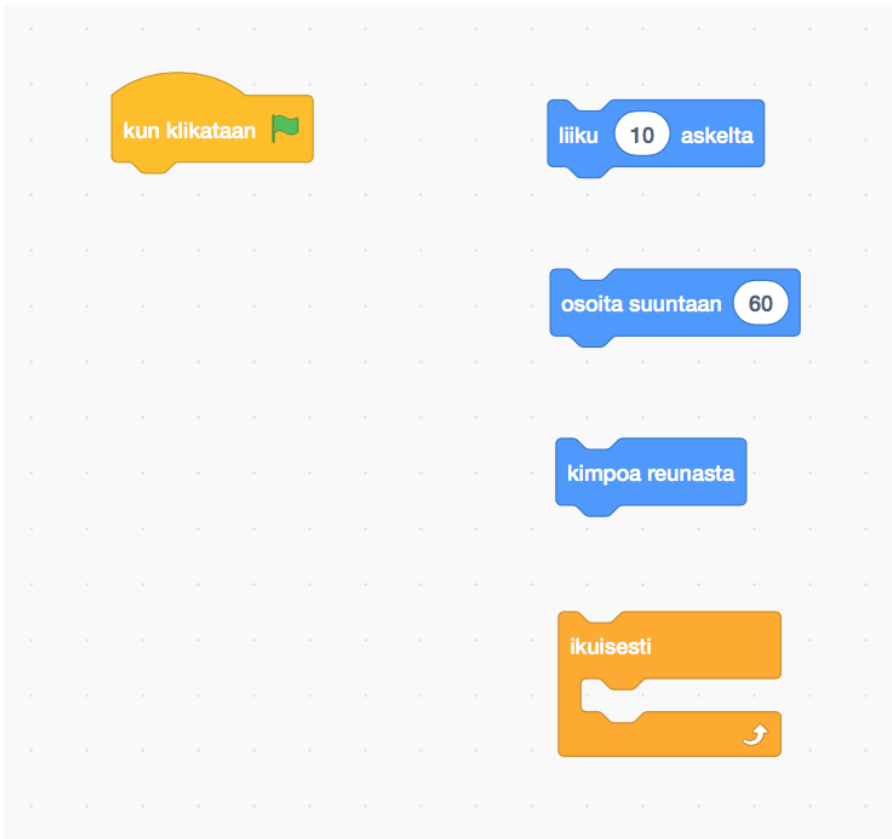 kun klikataan
liiku 10 askelta
osoita suuntaan 60
kimpoa reunasta
ikuisesti